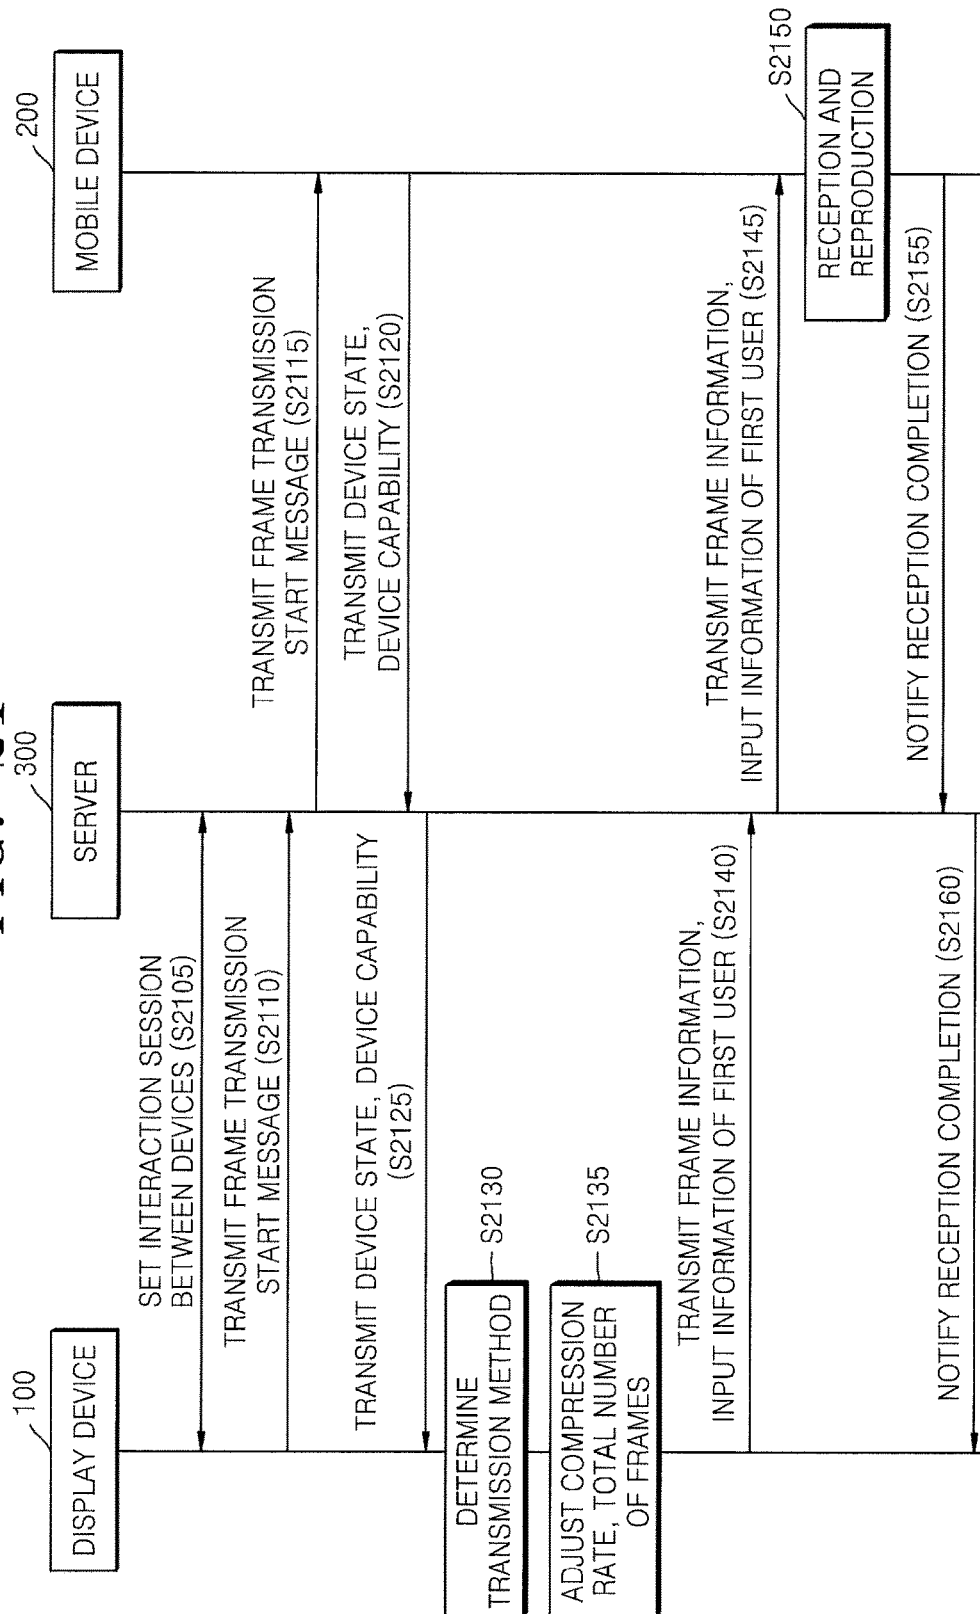 FIG. 21
100
DISPLAY DEVICE
300
SERVER
200
MOBILE DEVICE
SET INTERACTION SESSION
BETWEEN DEVICES (S2105)
TRANSMIT FRAME TRANSMISSION
START MESSAGE (S2110)
TRANSMIT FRAME TRANSMISSION
START MESSAGE (S2115)
TRANSMIT DEVICE STATE,
DEVICE CAPABILITY (S2120)
TRANSMIT DEVICE STATE, DEVICE CAPABILITY
(S2125)
DETERMINE
TRANSMISSION METHOD
S2130
ADJUST COMPRESSION
RATE, TOTAL NUMBER
OF FRAMES
S2135
TRANSMIT FRAME INFORMATION,
INPUT INFORMATION OF FIRST USER (S2140)
TRANSMIT FRAME INFORMATION,
INPUT INFORMATION OF FIRST USER (S2145)
S2150
RECEPTION AND
REPRODUCTION
NOTIFY RECEPTION COMPLETION (S2155)
NOTIFY RECEPTION COMPLETION (S2160)